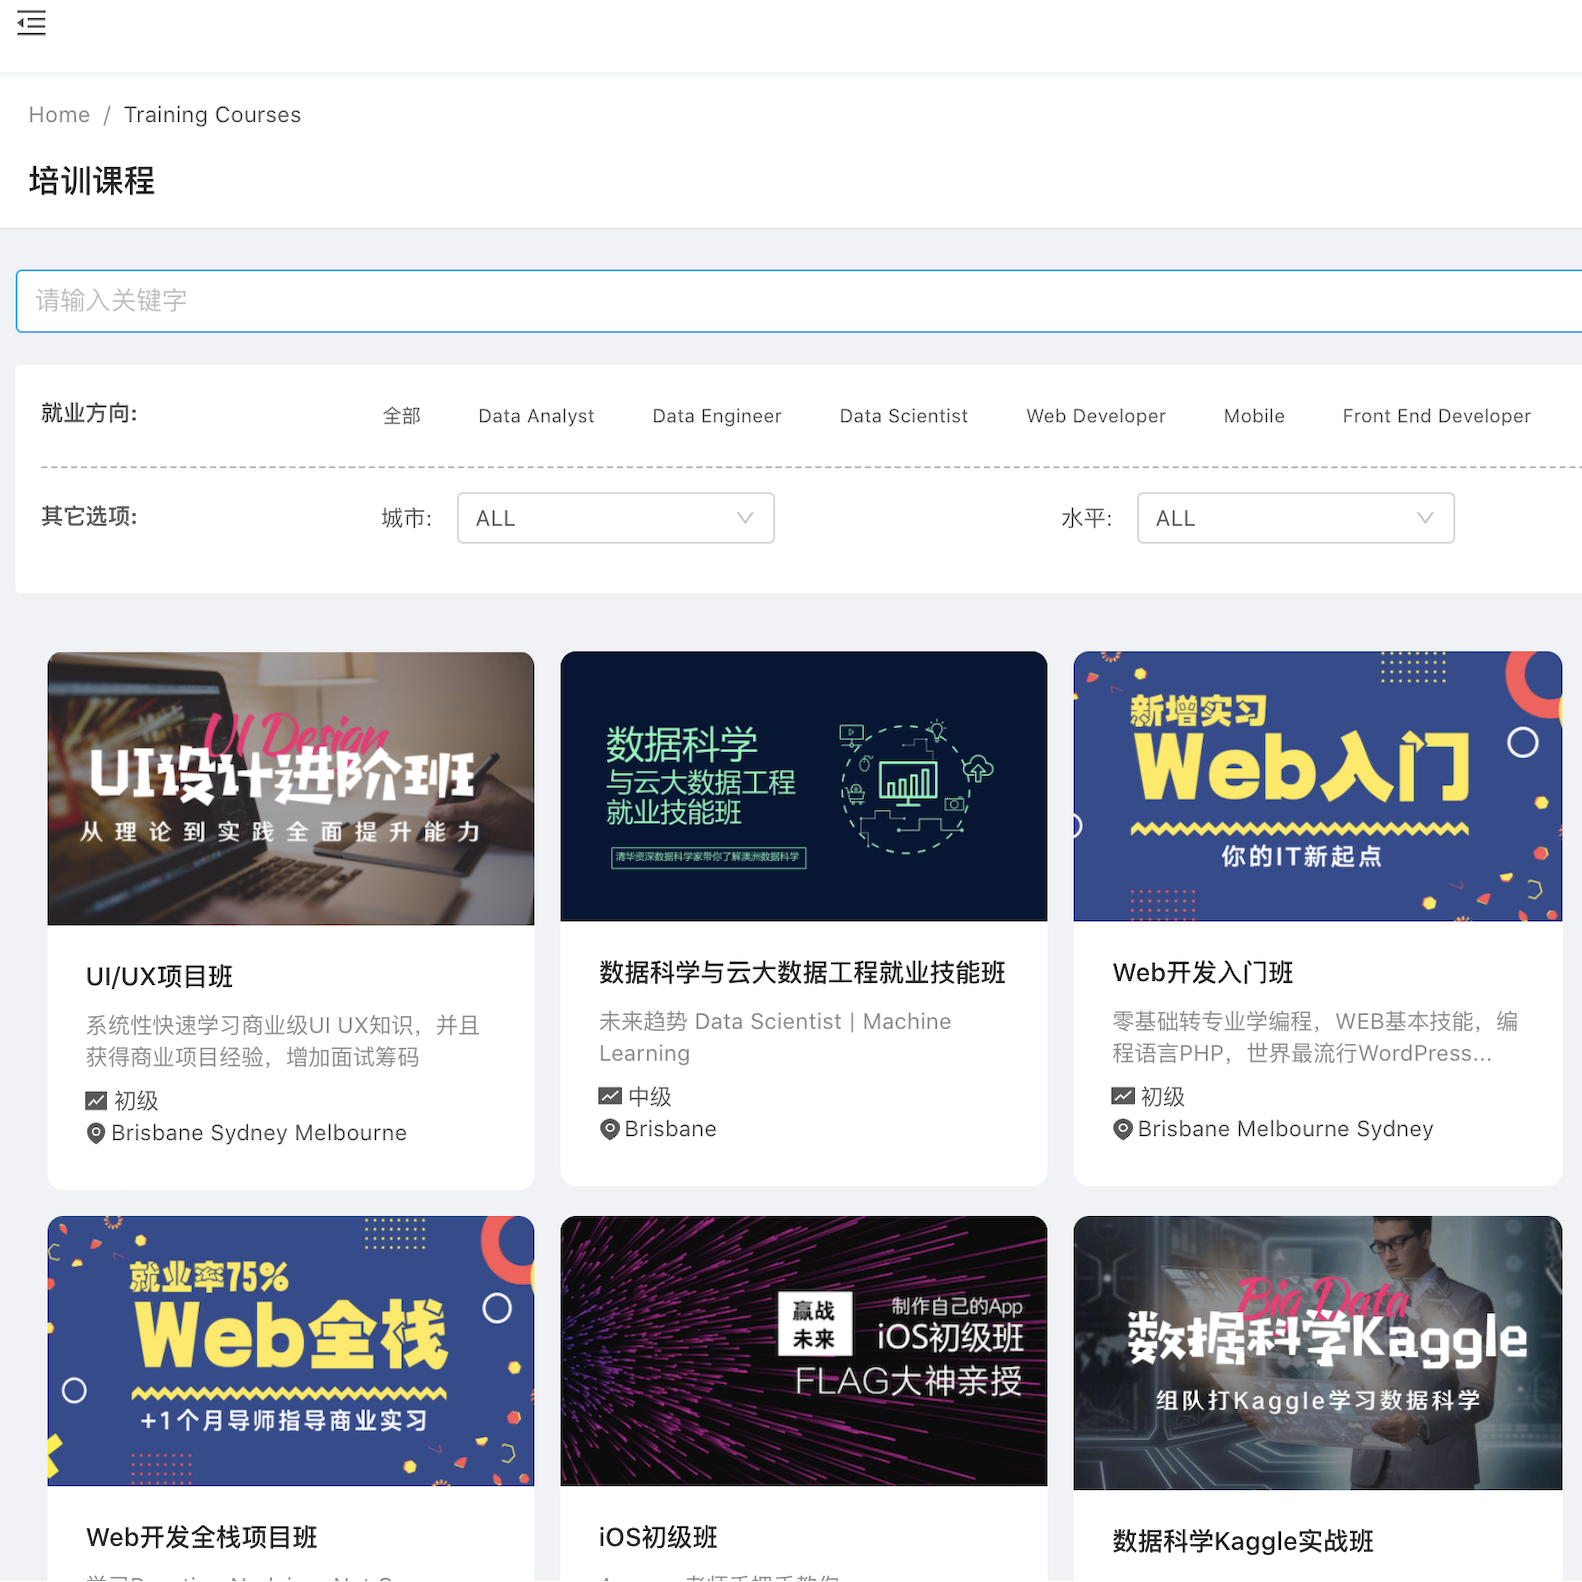 Home / Training Courses
培训课程
请输入关键字
就业方向:
全部 Data Analyst Data Engineer Data Scientist Web Developer Mobile Front End Developer
其它选项:
城市: ALL 水平: ALL
UI Design
UI设计进阶班
从理论到实践全面提升能力
UI/UX项目班
系统性快速学习商业级UI UX知识，并且
获得商业项目经验，增加面试筹码
初级
Brisbane Sydney Melbourne
数据科学
与云大数据工程
就业技能班
清华资深数据科学家带你了解澳洲数据科学
数据科学与云大数据工程就业技能班
未来趋势 Data Scientist | Machine
Learning
中级
Brisbane
新增实习
Web入门
你的IT新起点
Web开发入门班
零基础转专业学编程，WEB基本技能，编
程语言PHP，世界最流行WordPress...
初级
Brisbane Melbourne Sydney
就业率75%
Web全栈
+1个月导师指导商业实习
Web开发全栈项目班
赢战
未来
制作自己的App
iOS初级班
FLAG大神亲授
iOS初级班
Big Data
数据科学Kaggle
组队打Kaggle学习数据科学
数据科学Kaggle实战班